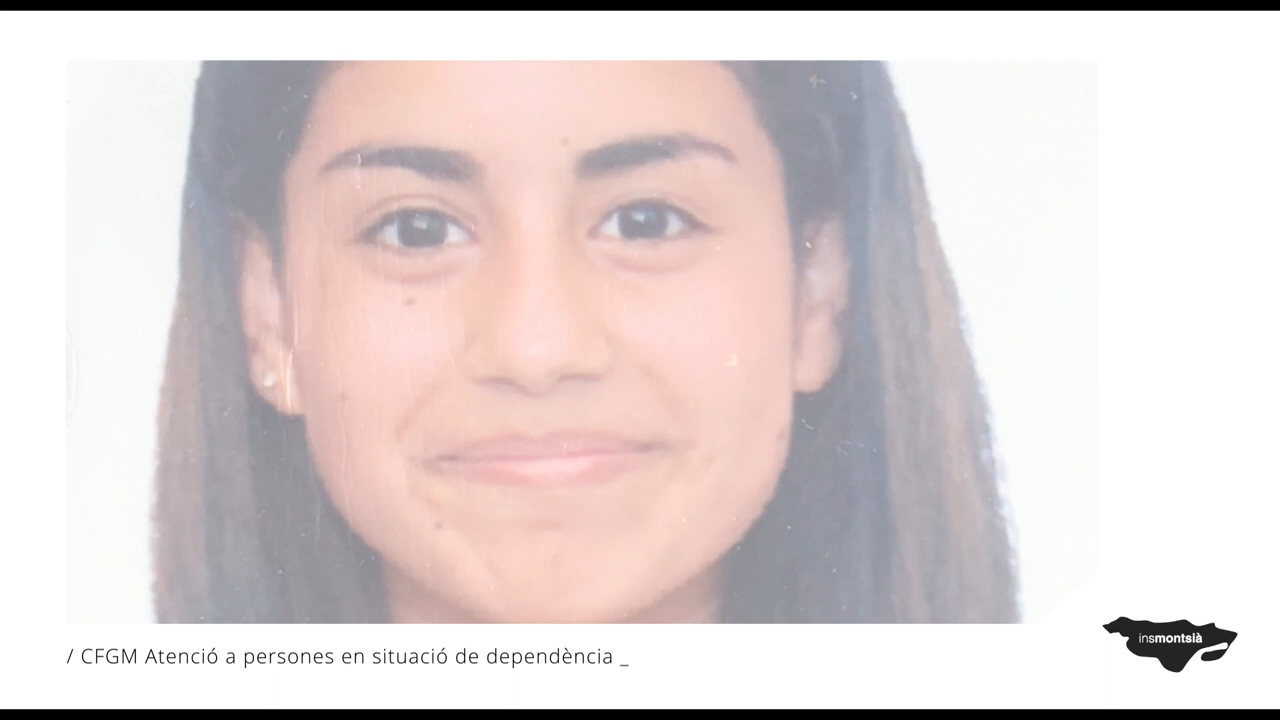 / CFGM Atenció a persones en situació de dependència _
insmontsià